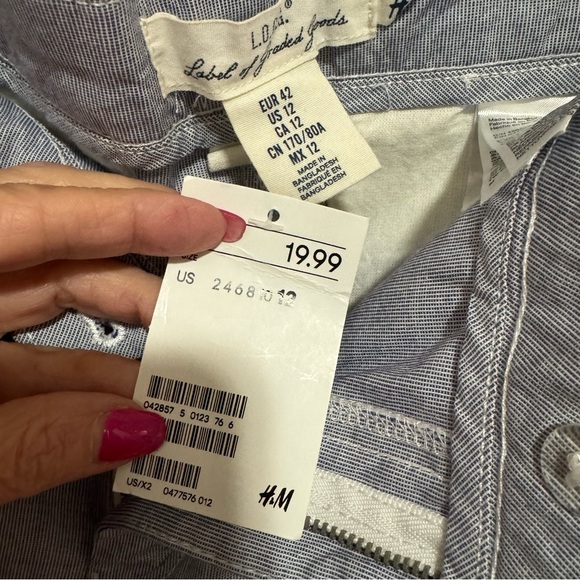 L.O.G.G.
Label of Graded Goods
EUR 42
US 12
CA 12
CN 170/80A
MX 12
MADE IN
BANGLADESH
FABRIQUÉ EN
BANGLADESH
19.99
US 2 4 6 8 10 12
042857 5 0123 76 6
US/X2 0477576 012
H&M